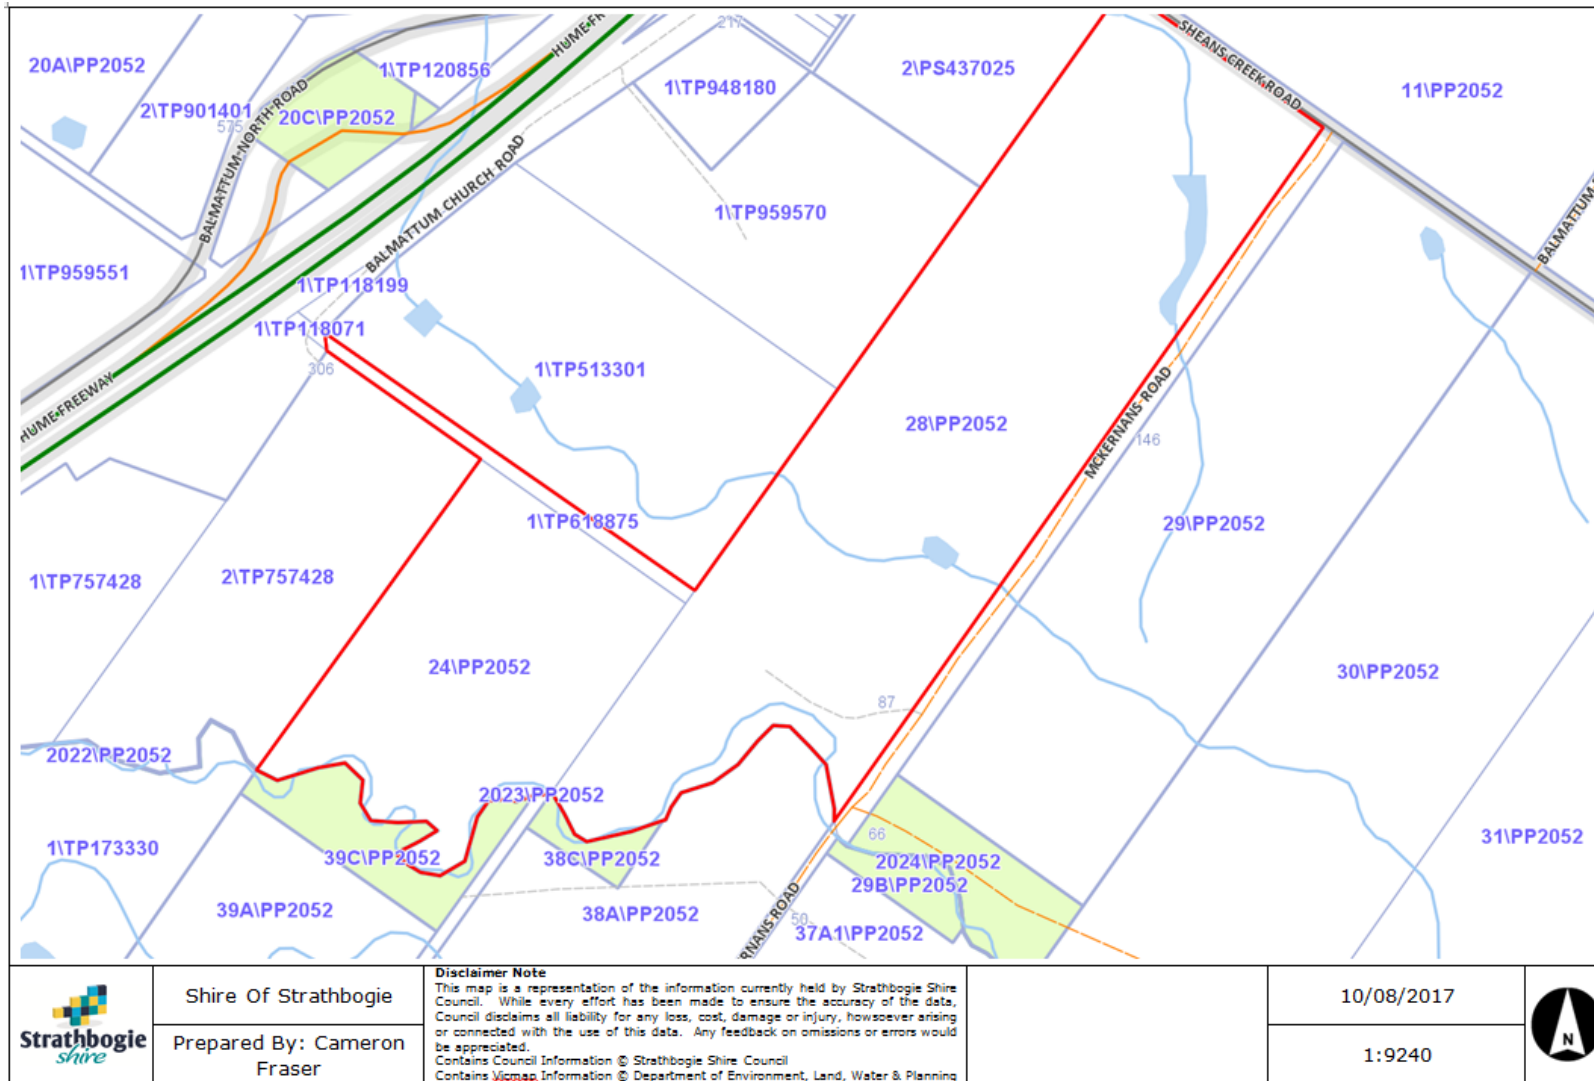 217
HUME FR
SHEANS CREEK ROAD
20A\PP2052
1\TP120856
2\PS437025
1\TP948180
11\PP2052
2\TP901401
575
20C\PP2052
BALMATTUM-NORTH ROAD
BALMATTUM CHURCH ROAD
1\TP959570
BALMATTUM
1\TP959551
1\TP118199
1\TP118071
306
1\TP513301
HUME FREEWAY
28\PP2052
MCKERNANS ROAD
146
1\TP618875
29\PP2052
1\TP757428
2\TP757428
24\PP2052
30\PP2052
87
2022\PP2052
2023\PP2052
66
31\PP2052
1\TP173330
39C\PP2052
38C\PP2052
2024\PP2052
29B\PP2052
39A\PP2052
38A\PP2052
RNANS ROAD
50
37A1\PP2052
Strathbogie
shire
Shire Of Strathbogie
Prepared By: Cameron
Fraser
Disclaimer Note
This map is a representation of the information currently held by Strathbogie Shire
Council. While every effort has been made to ensure the accuracy of the data,
Council disclaims all liability for any loss, cost, damage or injury, howsoever arising
or connected with the use of this data. Any feedback on omissions or errors would
be appreciated.
Contains Council Information © Strathbogie Shire Council
Contains Vicmap Information © Department of Environment, Land, Water & Planning
10/08/2017
1:9240
N